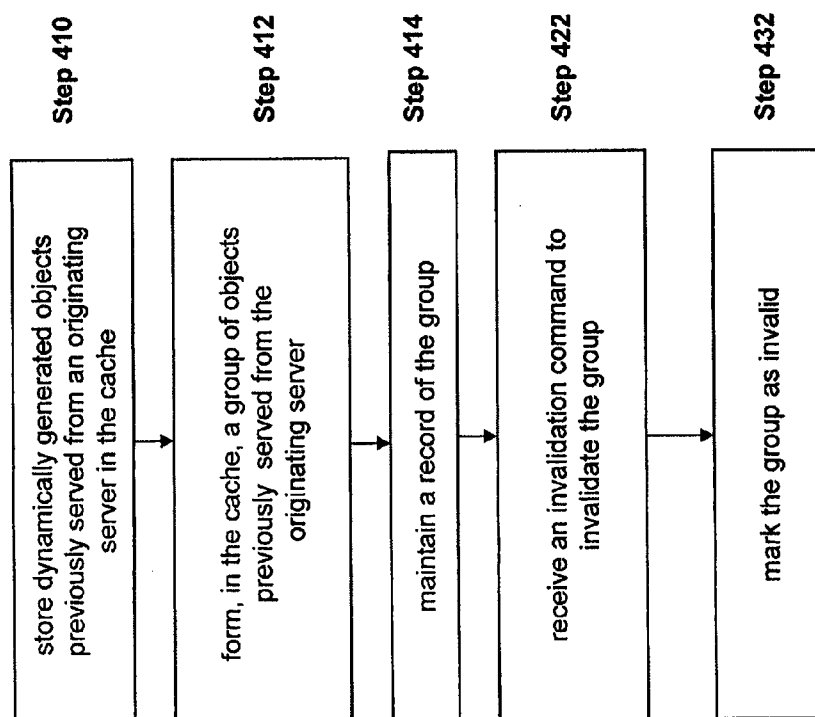 store dynamically generated objects
previously served from an originating
server in the cache
Step 410
form, in the cache, a group of objects
previously served from the
originating server
Step 412
maintain a record of the group
Step 414
receive an invalidation command to
invalidate the group
Step 422
mark the group as invalid
Step 432